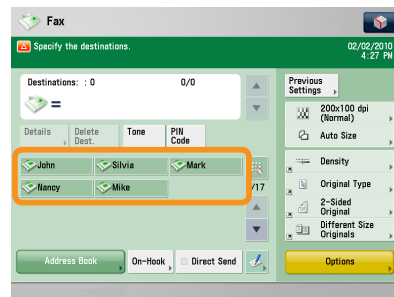 Fax
Specify the destinations.
02/02/2010
4:27 PM
Destinations: : 0
0/0
=
Details
Delete
Dest.
Tone
PIN
Code
John
Silvia
Mark
Nancy
Mike
/17
Address Book
On-Hook
Direct Send
Previous
Settings
200x100 dpi
(Normal)
Auto Size
Density
Original Type
2-Sided
Original
Different Size
Originals
Options